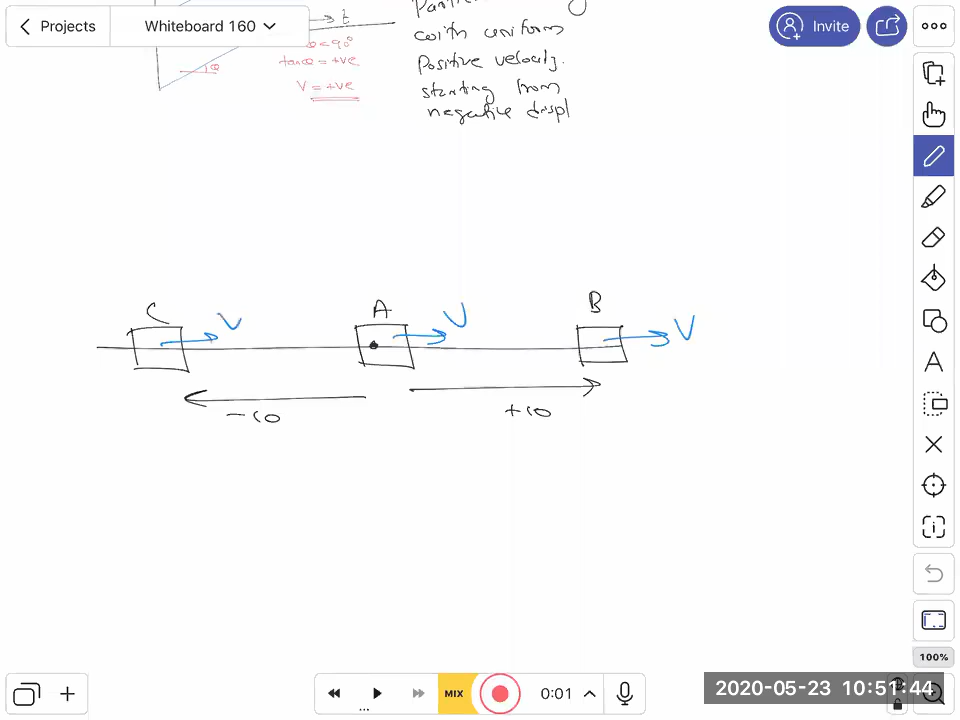 Projects
Whiteboard 160
Invite
t
θ < 90°
tanθ = +ve
θ
V = +ve
with uniform
Positive velocity.
starting from
negative displ
C
V
A
V
B
V
-10
+10
A
100%
MIX
0:01
2020-05-23 10:51:44